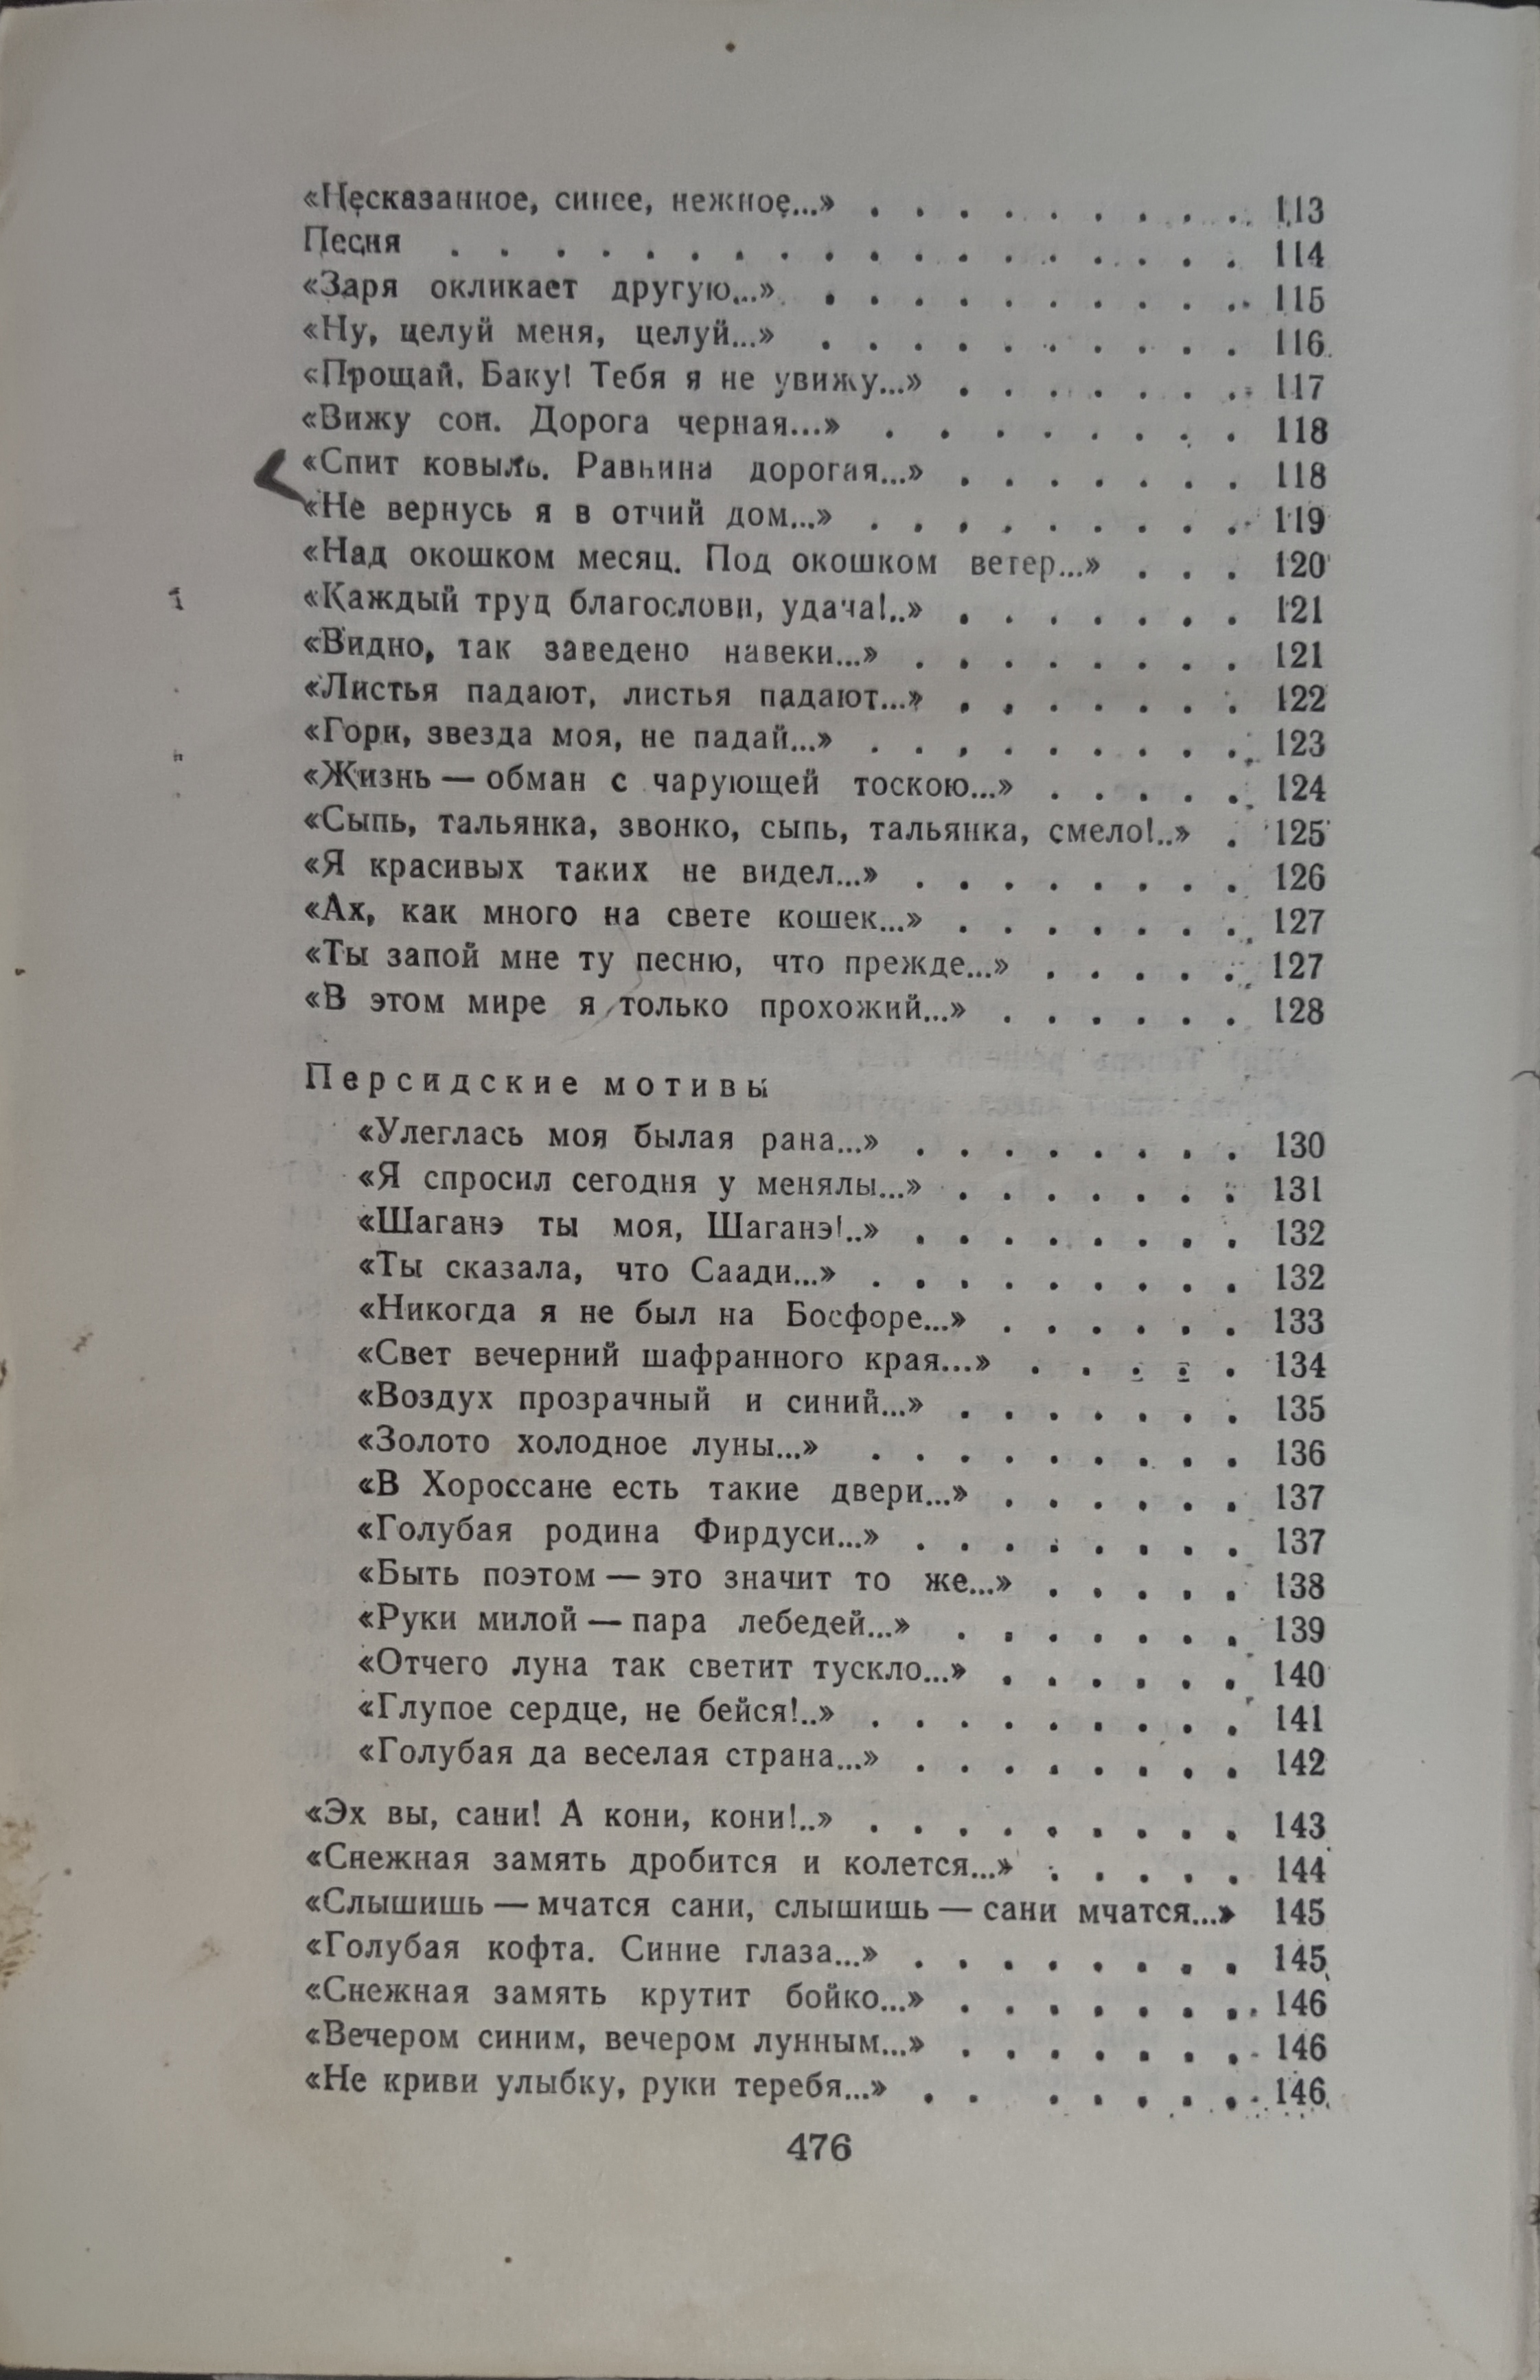 «Несказанное, синее, нежное...» . . . . . . . . . 113
Песня . . . . . . . . . . . . . . . . . . 114
«Заря окликает другую...» . . . . . . . . . . 115
«Ну, целуй меня, целуй...» . . . . . . . . . . 116
«Прощай, Баку! Тебя я не увижу...» . . . . . . . 117
«Вижу сон. Дорога черная...» . . . . . . . . 118
«Спит ковыль. Равнина дорогая...» . . . . . . . 118
«Не вернусь я в отчий дом...» . . . . . . . . . 119
«Над окошком месяц. Под окошком ветер...» . . . 120
«Каждый труд благослови, удача!..» . . . . . . . 121
«Видно, так заведено навеки...» . . . . . . . . 121
«Листья падают, листья падают...» . . . . . . . 122
«Гори, звезда моя, не падай...» . . . . . . . . . 123
«Жизнь — обман с чарующей тоскою...» . . . . . 124
«Сыпь, тальянка, звонко, сыпь, тальянка, смело!..» . 125
«Я красивых таких не видел...» . . . . . . . . 126
«Ах, как много на свете кошек...» . . . . . . . 127
«Ты запой мне ту песню, что прежде...» . . . . . 127
«В этом мире я только прохожий...» . . . . . . 128
Персидские мотивы
«Улеглась моя былая рана...» . . . . . . . . 130
«Я спросил сегодня у менялы...» . . . . . . . 131
«Шаганэ ты моя, Шаганэ!..» . . . . . . . . 132
«Ты сказала, что Саади...» . . . . . . . . . 132
«Никогда я не был на Босфоре...» . . . . . . 133
«Свет вечерний шафранного края...» . . . . . 134
«Воздух прозрачный и синий...» . . . . . . . 135
«Золото холодное луны...» . . . . . . . . . 136
«В Хороссане есть такие двери...» . . . . . . 137
«Голубая родина Фирдуси...» . . . . . . . . 137
«Быть поэтом — это значит то же...» . . . . . 138
«Руки милой — пара лебедей...» . . . . . . . 139
«Отчего луна так светит тускло...» . . . . . . 140
«Глупое сердце, не бейся!..» . . . . . . . . . 141
«Голубая да веселая страна...» . . . . . . . . 142
«Эх вы, сани! А кони, кони!..» . . . . . . . . . 143
«Снежная замять дробится и колется...» . . . . . 144
«Слышишь — мчатся сани, слышишь — сани мчатся...» 145
«Голубая кофта. Синие глаза...» . . . . . . . . 145
«Снежная замять крутит бойко...» . . . . . . . 146
«Вечером синим, вечером лунным...» . . . . . . . 146
«Не криви улыбку, руки теребя...» . . . . . . . 146
476